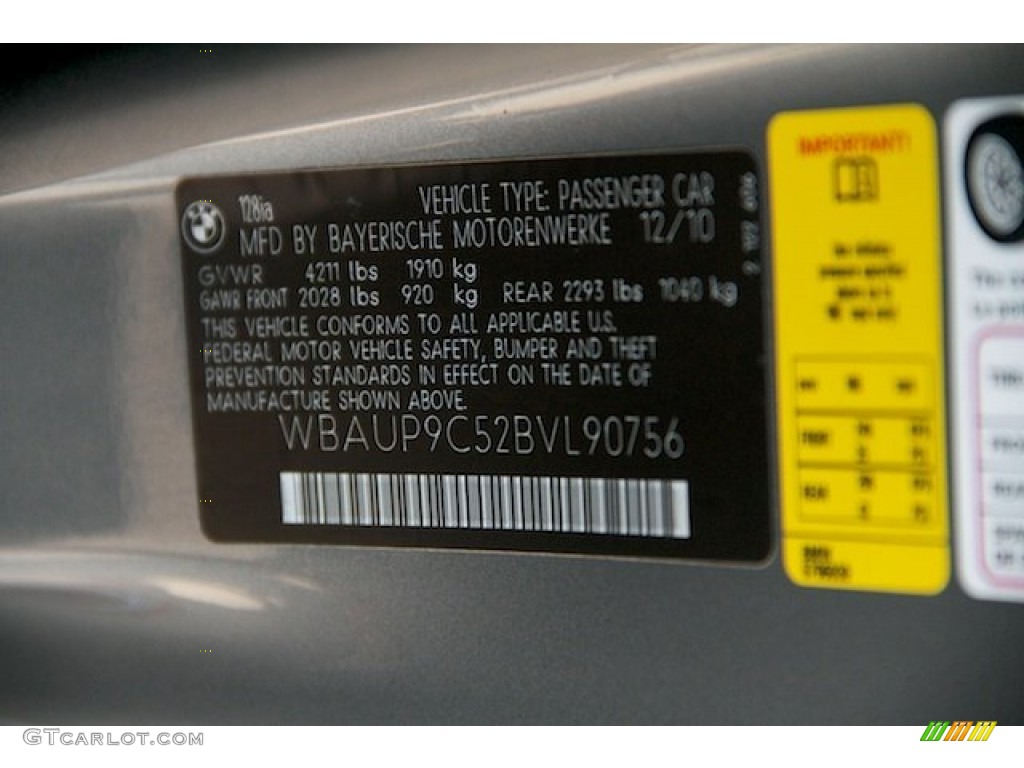 128ia
VEHICLE TYPE: PASSENGER CAR
MFD BY BAYERISCHE MOTORENWERKE 12/10
GVWR 4211 lbs 1910 kg
GAWR FRONT 2028 lbs 920 kg REAR 2293 lbs 1040 kg
THIS VEHICLE CONFORMS TO ALL APPLICABLE U.S.
FEDERAL MOTOR VEHICLE SAFETY, BUMPER AND THEFT
PREVENTION STANDARDS IN EFFECT ON THE DATE OF
MANUFACTURE SHOWN ABOVE.
WBAUP9C52BVL90756
IMPORTANT!
FRONT
REAR
GTCARLOT.COM